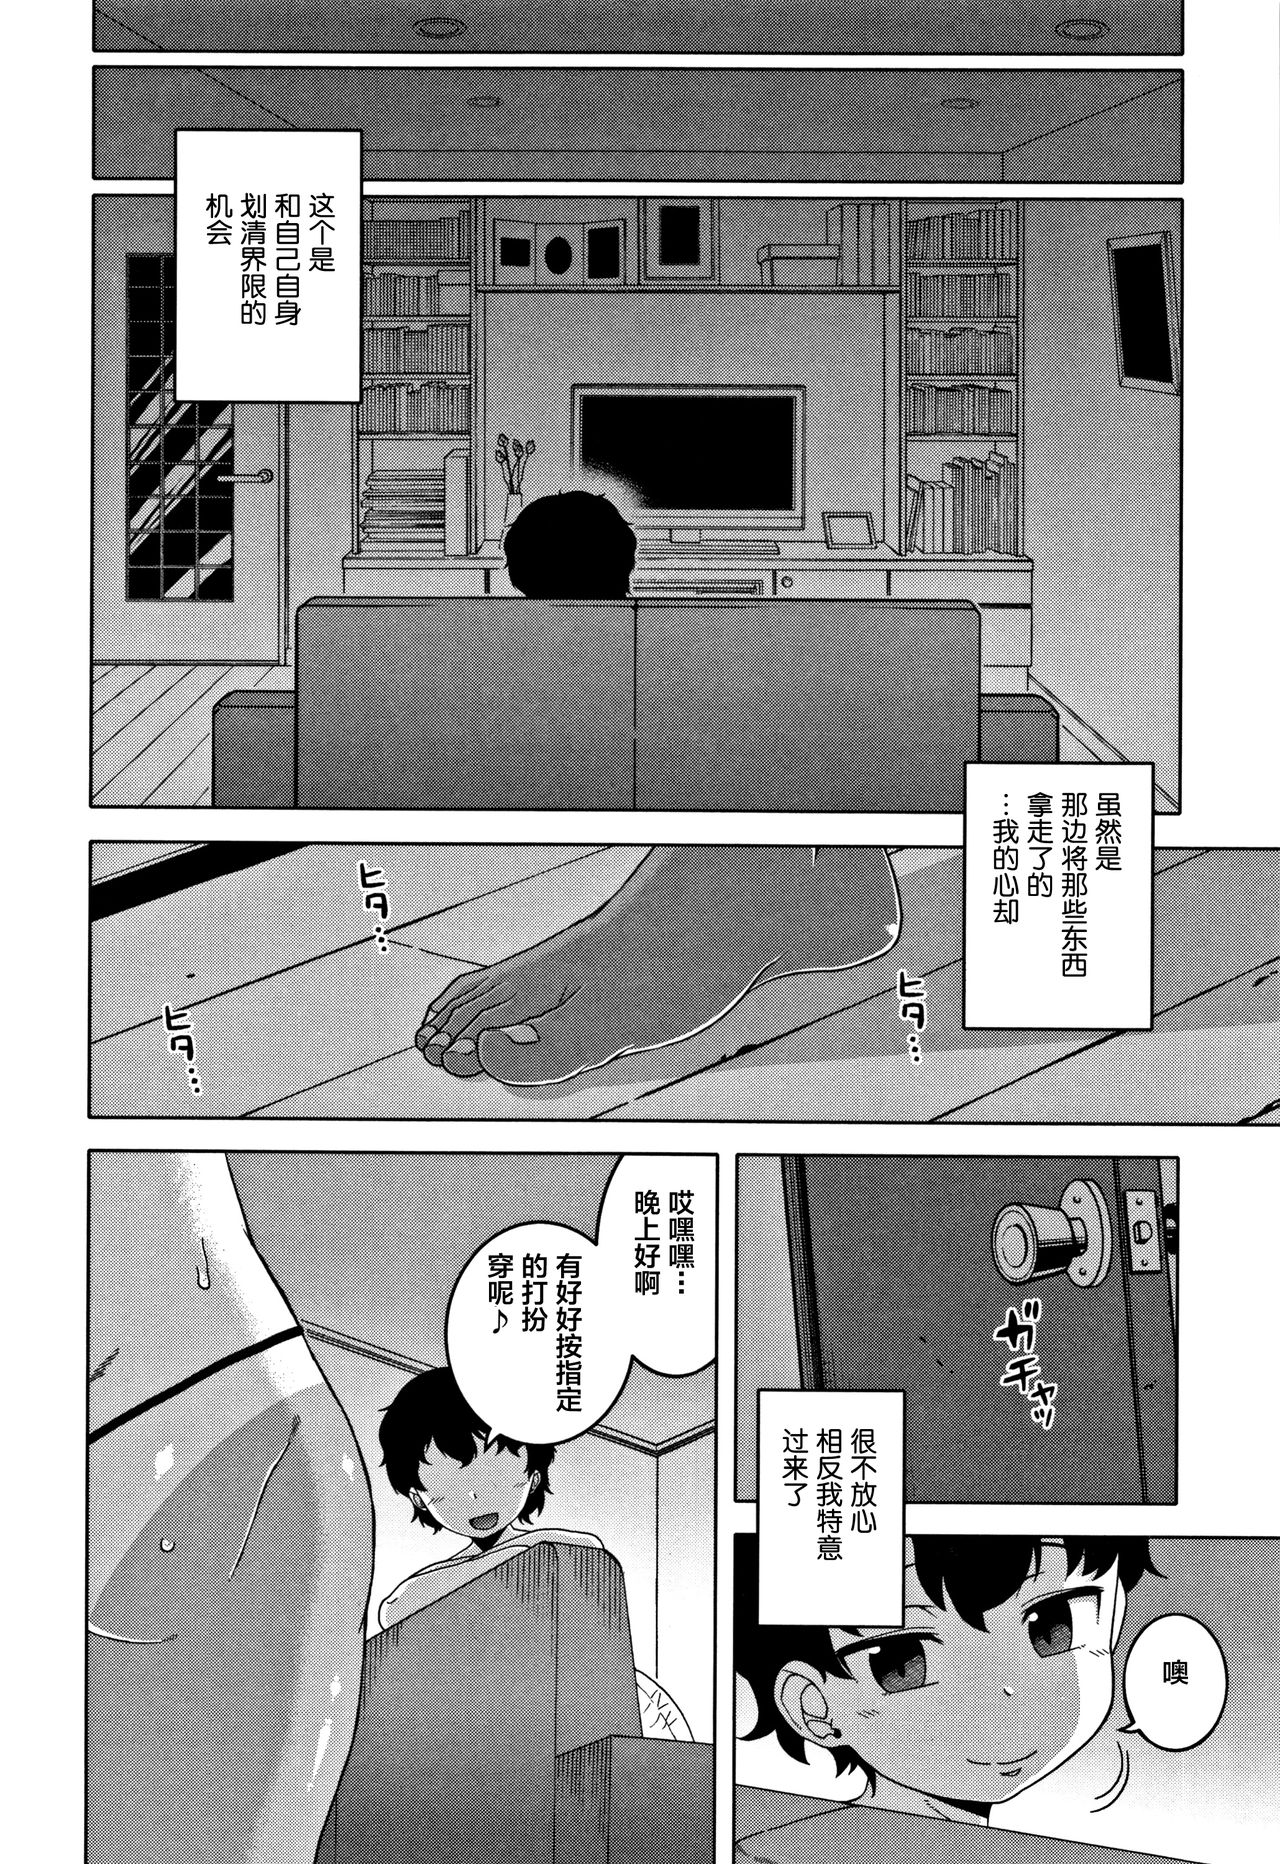 这个是
和自己自身
划清界限的
机会
虽然是
那边将那些东西
拿走了的
…我的心却
ヒタ…
ヒタ…
ヒタ…
ガチャッ
很不放心
相反我特意
过来了
噢
哎嘿嘿…
晚上好啊
有好好按指定
的打扮
穿呢♪